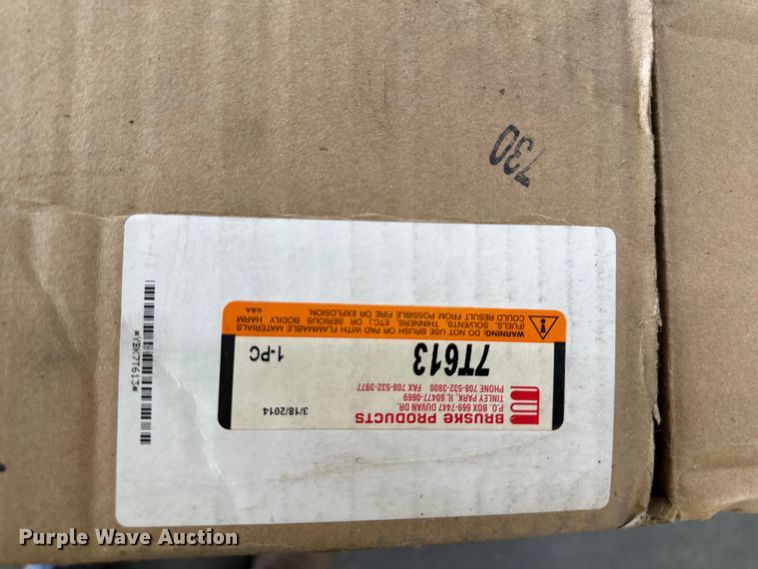 730
BRUSKE PRODUCTS
P.O. BOX 669-7447 DUVAN DR.
TINLEY PARK, IL 60477-0669
PHONE 708-532-3800 FAX 708-532-3977
3/18/2014
7T613
1-PC
WARNING: DO NOT USE BRUSH OR PAD WITH FLAMMABLE MATERIALS
(FUELS, SOLVENTS, THINNERS, ETC.) OR SERIOUS BODILY HARM
COULD RESULT FROM POSSIBLE FIRE OR EXPLOSION.
U.S.A.
*YBK7T613*
Purple Wave Auction